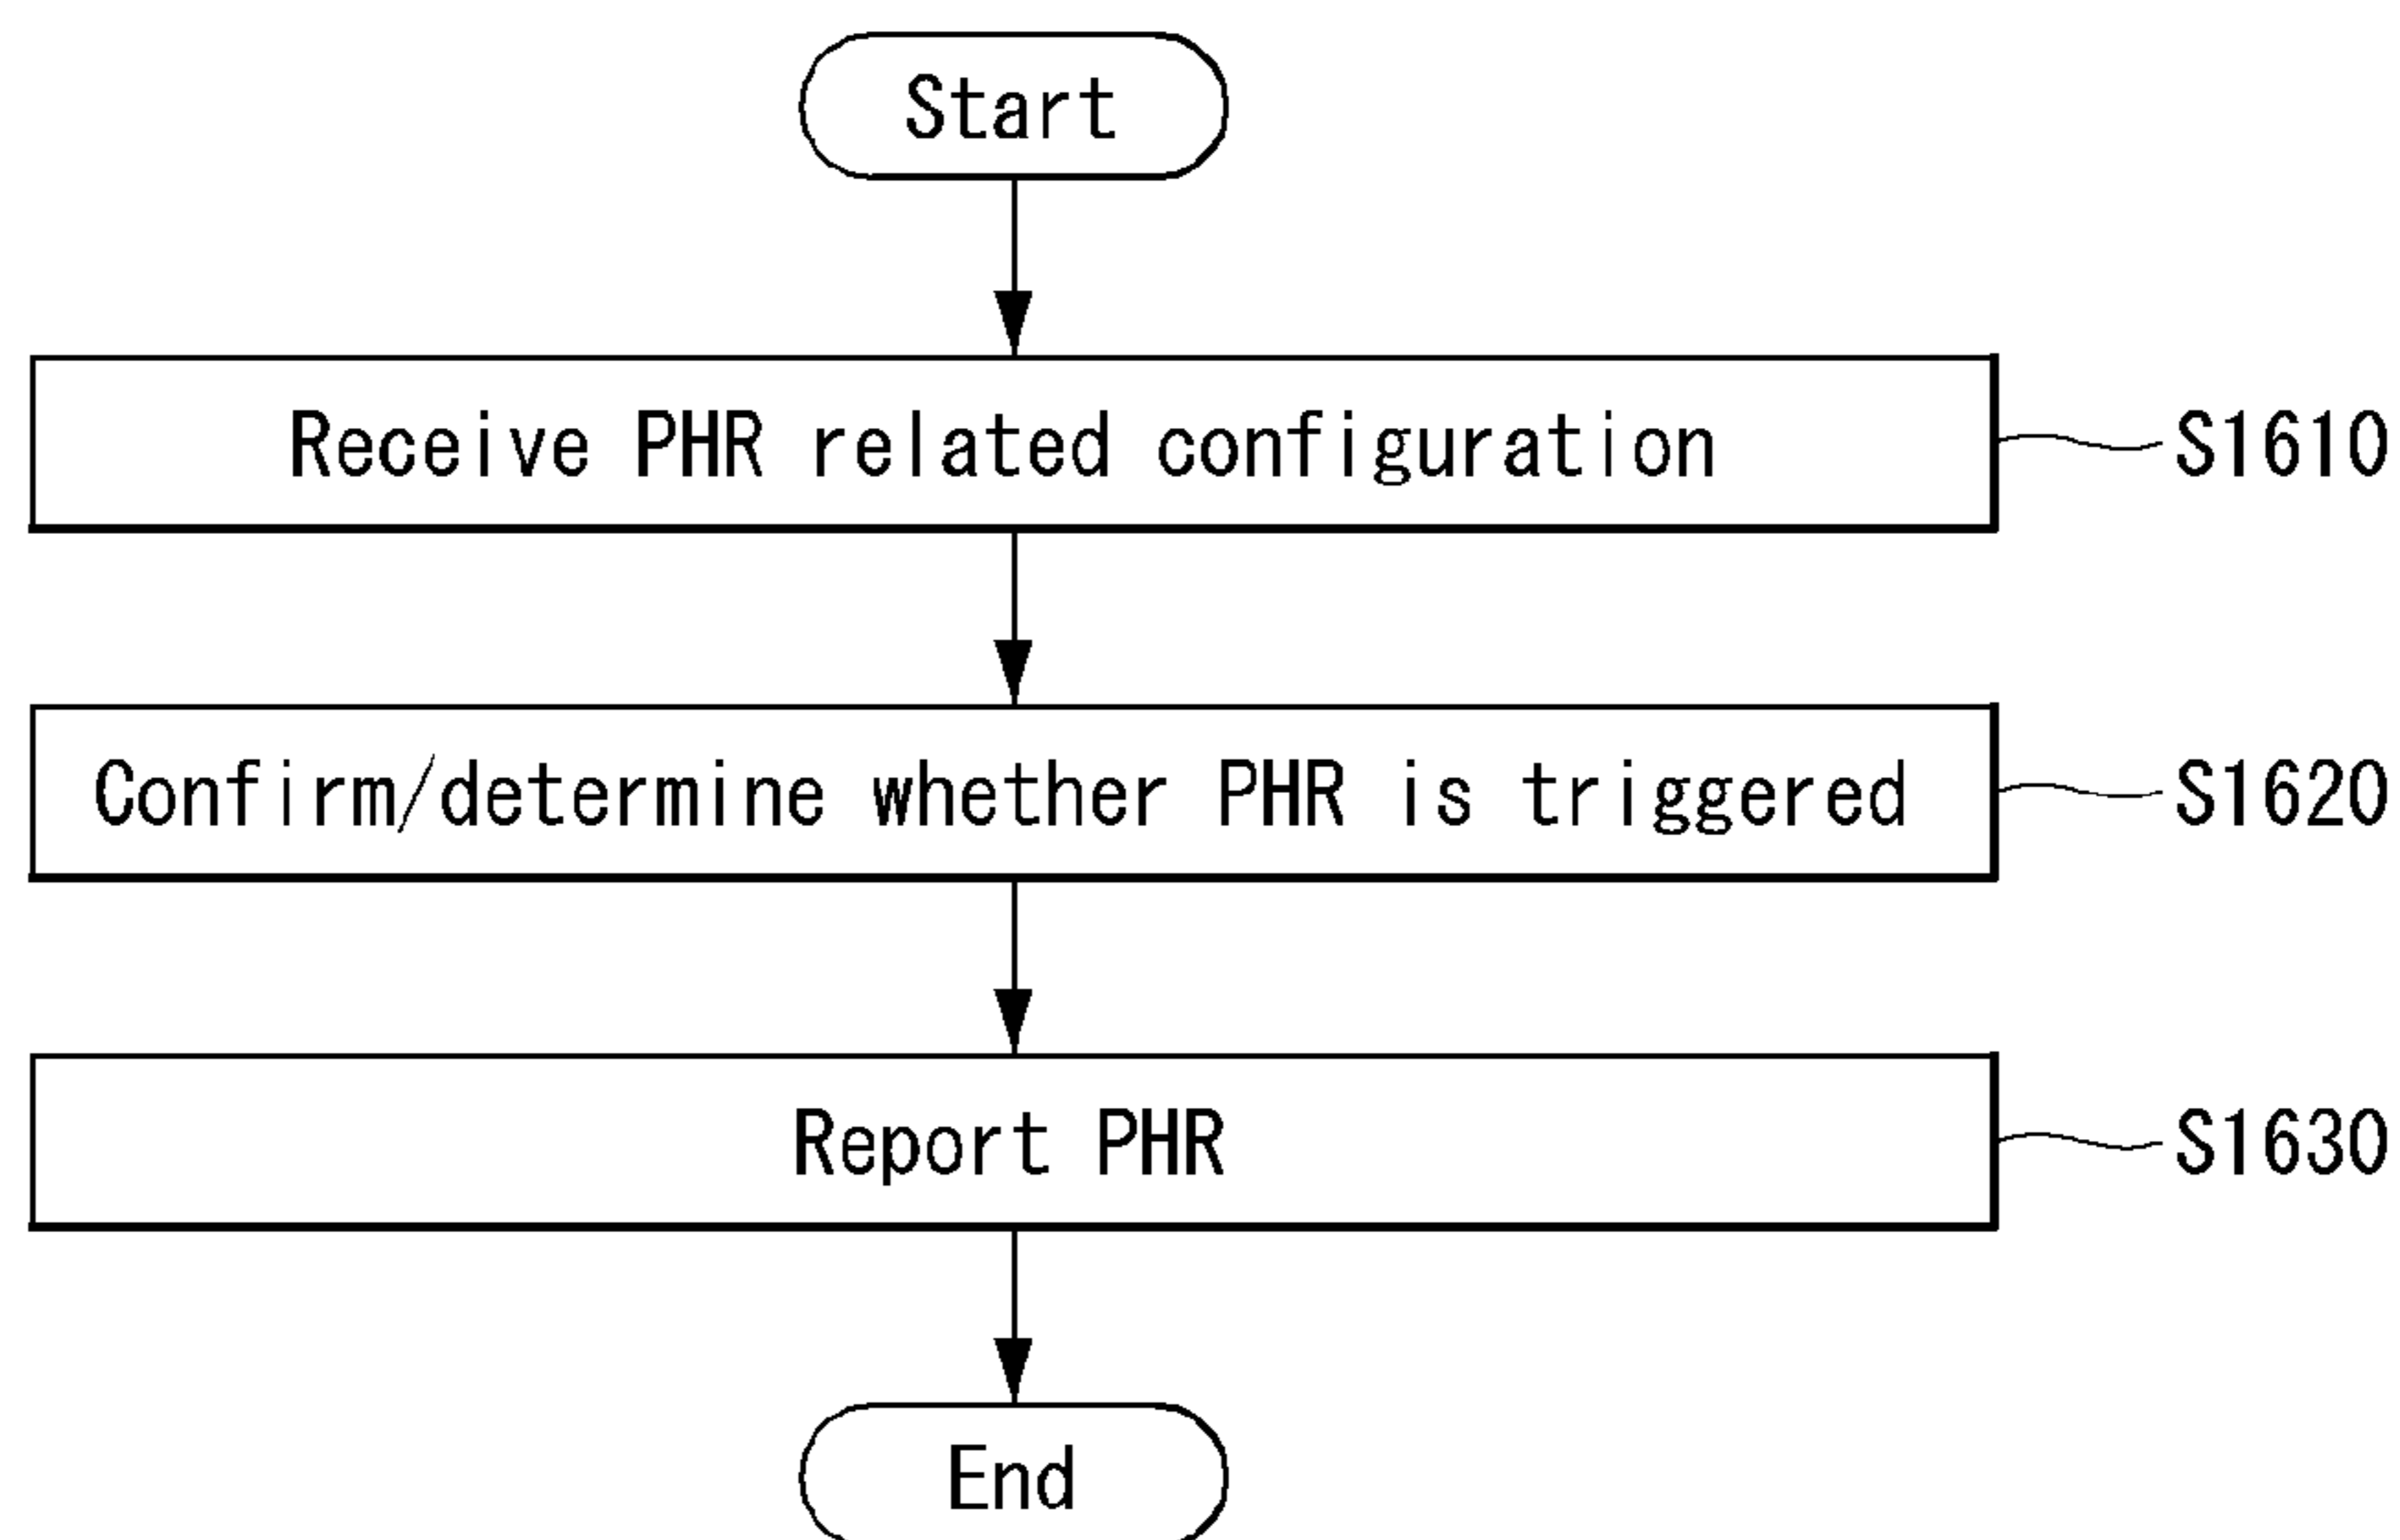 Start
Receive PHR related configuration
S1610
Confirm/determine whether PHR is triggered
S1620
Report PHR
S1630
End